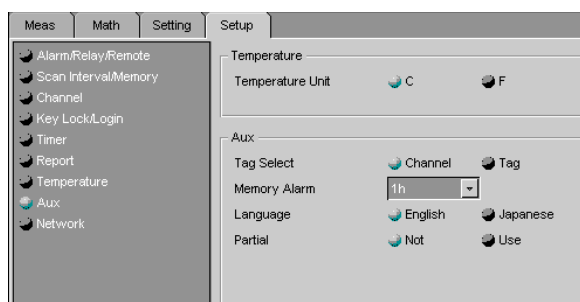 Meas Math Setting Setup
Alarm/Relay/Remote
Scan Interval/Memory
Channel
Key Lock/Login
Timer
Report
Temperature
Aux
Network
Temperature
Temperature Unit C F
Aux
Tag Select Channel Tag
Memory Alarm 1h
Language English Japanese
Partial Not Use